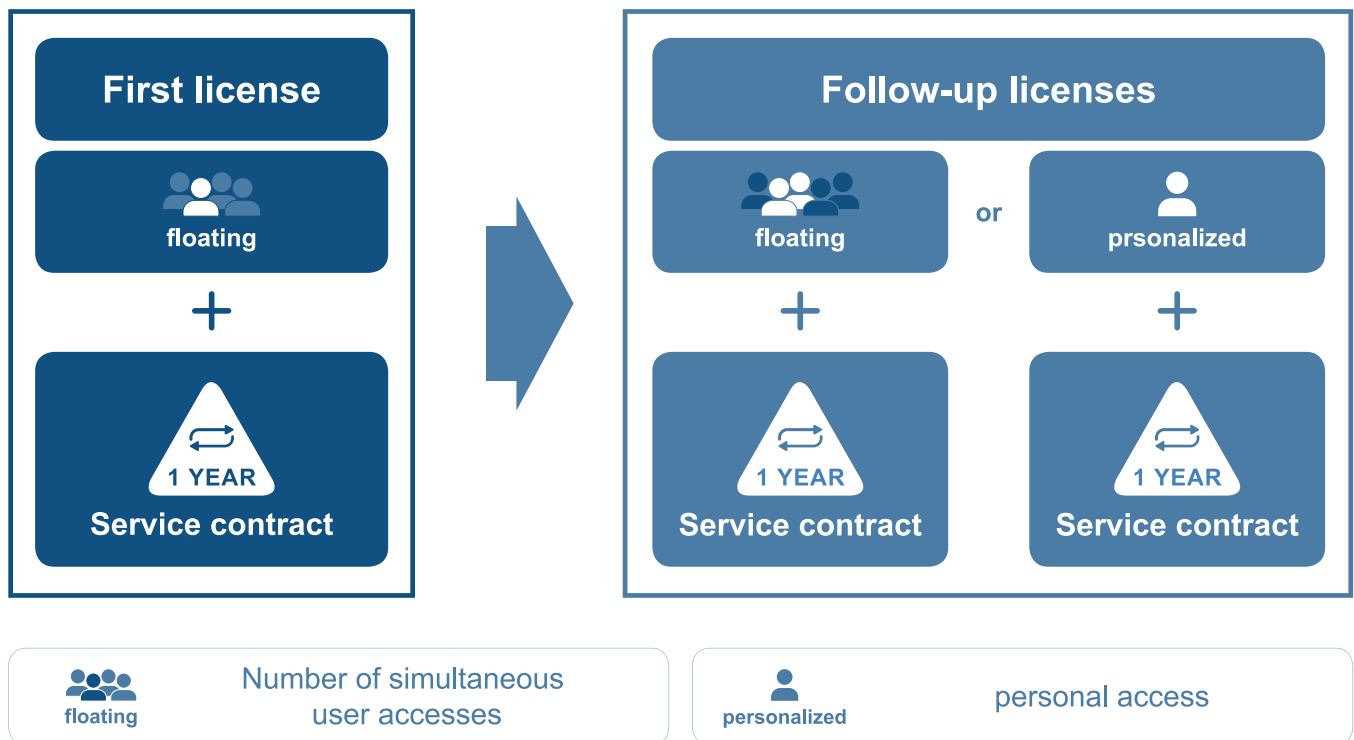 First license
floating
+
1 YEAR
Service contract
Follow-up licenses
floating
or
prsonalized
+
+
1 YEAR
Service contract
1 YEAR
Service contract
floating
Number of simultaneous
user accesses
personalized
personal access